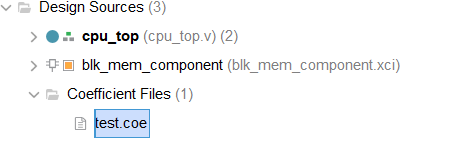 Design Sources (3)
cpu_top (cpu_top.v) (2)
blk_mem_component (blk_mem_component.xci)
Coefficient Files (1)
test.coe